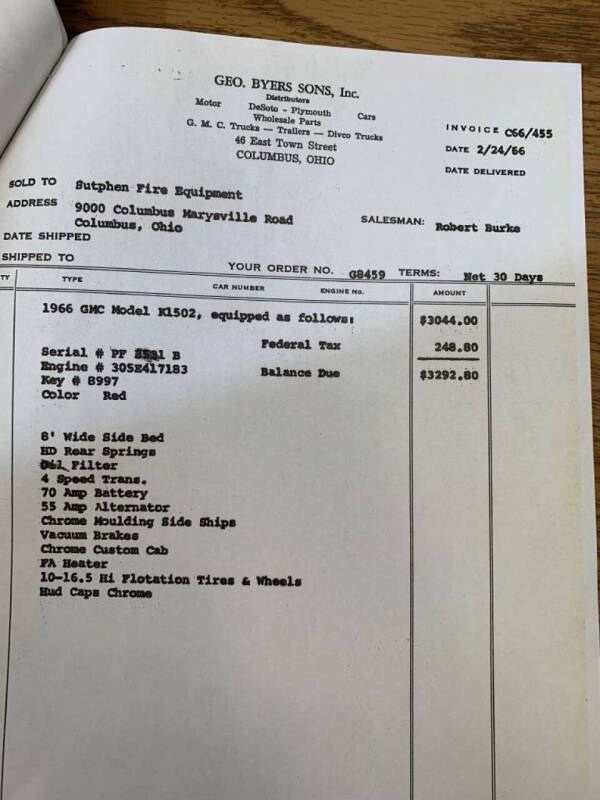 GEO. BYERS SONS, Inc.
Distributors
Motor DeSoto - Plymouth Cars
Wholesale Parts
G. M. C. Trucks — Trailers — Divco Trucks
46 East Town Street
COLUMBUS, OHIO
INVOICE C66/455
DATE 2/24/66
DATE DELIVERED
SOLD TO Sutphen Fire Equipment
ADDRESS 9000 Columbus Marysville Road
Columbus, Ohio
SALESMAN: Robert Burke
DATE SHIPPED
SHIPPED TO
YOUR ORDER NO. G8459 TERMS: Net 30 Days
TY TYPE CAR NUMBER ENGINE NO. AMOUNT
1966 GMC Model K1502, equipped as follows: $3044.00
Federal Tax 248.80
Serial # PF B
Engine # 305E417183 Balance Due $3292.80
Key # 8997
Color Red
8' Wide Side Bed
HD Rear Springs
Oil Filter
4 Speed Trans.
70 Amp Battery
55 Amp Alternator
Chrome Moulding Side Ships
Vacuum Brakes
Chrome Custom Cab
FA Heater
10-16.5 Hi Flotation Tires & Wheels
Hud Caps Chrome